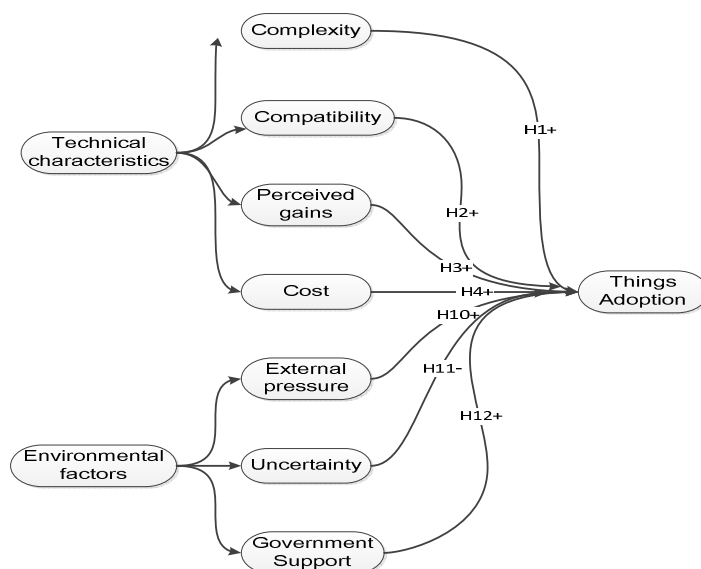 Complexity
Compatibility
H1+
Technical
characteristics
Perceived
gains
H2+
H3+
Cost
H4+
Things
Adoption
H10+
External
pressure
H11-
H12+
Environmental
factors
Uncertainty
Government
Support